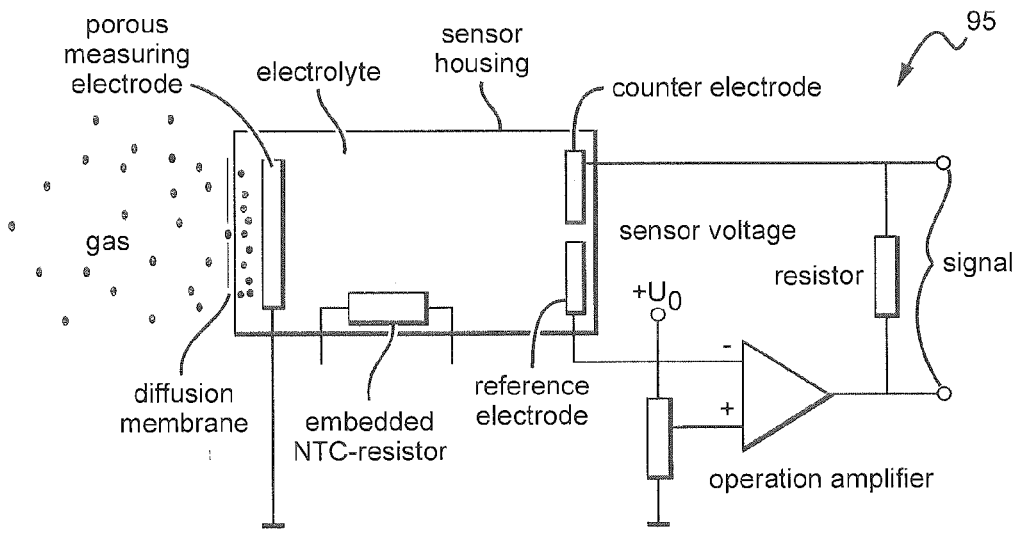 porous
measuring
electrode
electrolyte
sensor
housing
95
counter electrode
gas
sensor voltage
resistor
signal
+U0
-
+
diffusion
membrane
embedded
NTC-resistor
reference
electrode
operation amplifier